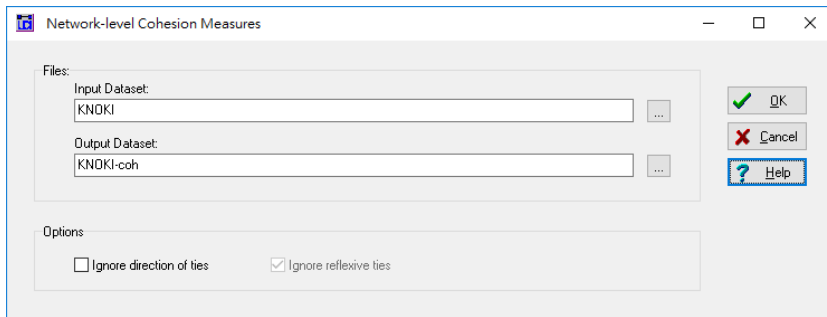 Network-level Cohesion Measures
Files:
Input Dataset:
KNOKI
...
Output Dataset:
KNOKI-coh
...
OK
Cancel
Help
Options
Ignore direction of ties
Ignore reflexive ties